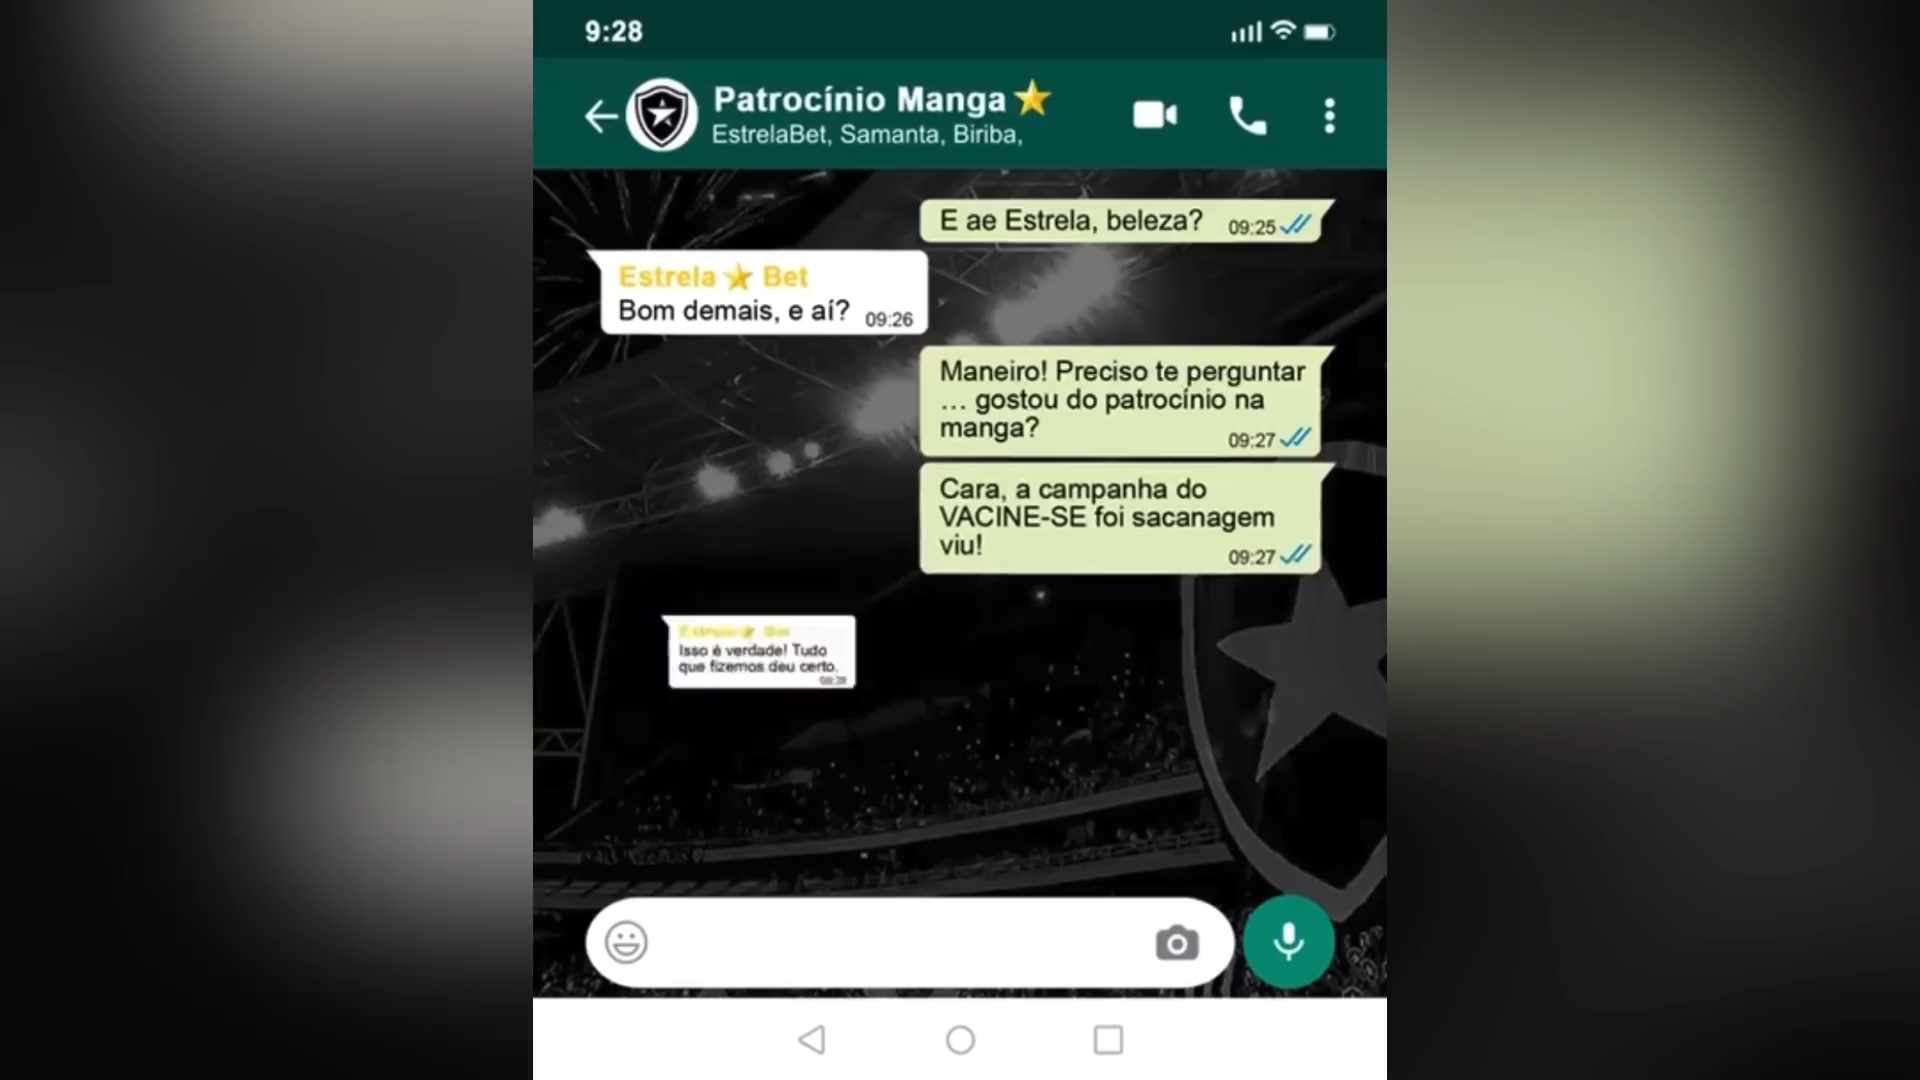 9:28
Patrocínio Manga
EstrelaBet, Samanta, Biriba,
E ae Estrela, beleza? 09:25
Estrela Bet
Bom demais, e aí? 09:26
Maneiro! Preciso te perguntar
... gostou do patrocínio na
manga? 09:27
Cara, a campanha do
VACINE-SE foi sacanagem
viu! 09:27
Estrela Bet
Isso é verdade! Tudo
que fizemos deu certo.